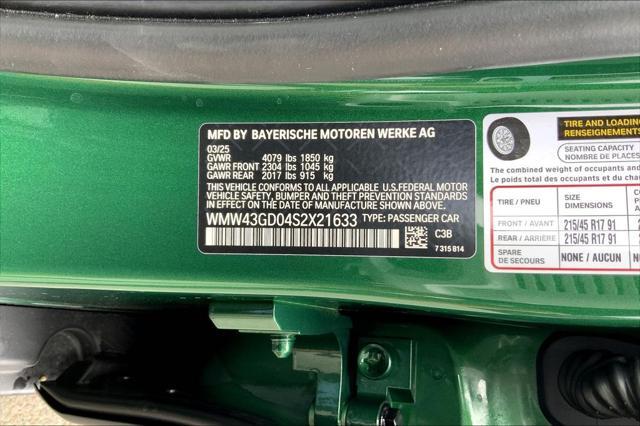 MFD BY BAYERISCHE MOTOREN WERKE AG
03/25
GVWR 4079 lbs 1850 kg
GAWR FRONT 2304 lbs 1045 kg
GAWR REAR 2017 lbs 915 kg
THIS VEHICLE CONFORMS TO ALL APPLICABLE U.S.FEDERAL MOTOR
VEHICLE SAFETY, BUMPER, AND THEFT PREVENTION STANDARDS
IN EFFECT ON THE DATE OF MANUFACTURE SHOWN ABOVE.
WMW43GD04S2X21633 TYPE: PASSENGER CAR
C3B
7 315 814
TIRE AND LOADING
RENSEIGNEMENTS
SEATING CAPACITY
NOMBRE DE PLACES
The combined weight of occupants and
Le poids total des occupants et du
TIRE / PNEU SIZE DIMENSIONS
FRONT / AVANT 215/45 R17 91
REAR / ARRIÈRE 215/45 R17 91
SPARE DE SECOURS NONE / AUCUN